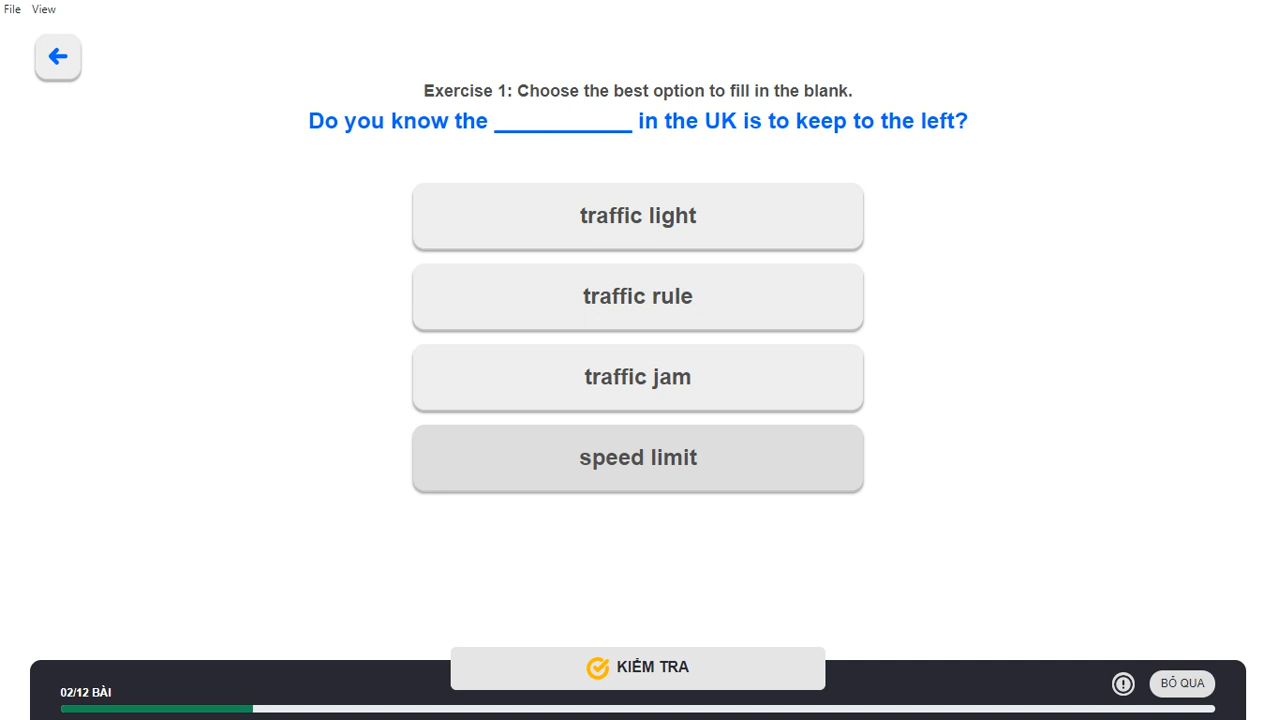 File View
Exercise 1: Choose the best option to fill in the blank.
Do you know the ___________ in the UK is to keep to the left?
traffic light
traffic rule
traffic jam
speed limit
KIỂM TRA
02/12 BÀI
BỎ QUA